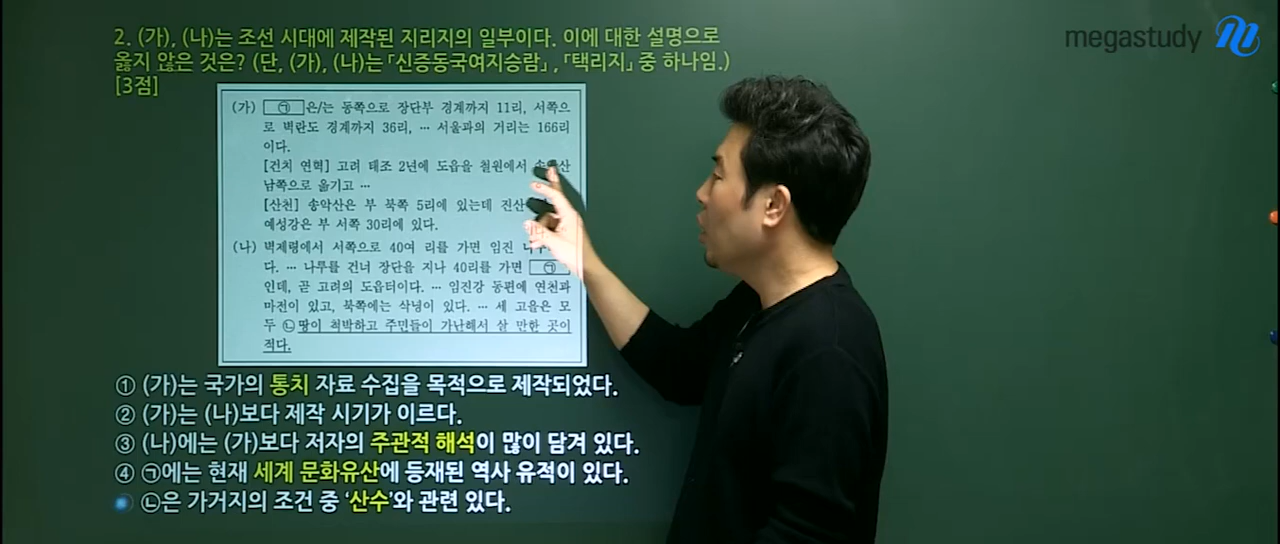 megastudy
2. (가), (나)는 조선 시대에 제작된 지리지의 일부이다. 이에 대한 설명으로
옳지 않은 것은? (단, (가), (나)는 「신증동국여지승람」, 「택리지」 중 하나임.)
[3점]
(가) ㉠ 은/는 동쪽으로 장단부 경계까지 11리, 서쪽으
로 벽란도 경계까지 36리, … 서울과의 거리는 166리
이다.
[건치 연혁] 고려 태조 2년에 도읍을 철원에서 송악산
남쪽으로 옮기고 …
[산천] 송악산은 부 북쪽 5리에 있는데 진산
예성강은 부 서쪽 30리에 있다.
(나) 벽제령에서 서쪽으로 40여 리를 가면 임진
다. … 나루를 건너 장단을 지나 40리를 가면 ㉠
인데, 곧 고려의 도읍터이다. … 임진강 동편에 연천과
마전이 있고, 북쪽에는 삭녕이 있다. … 세 고을은 모
두 ㉡땅이 척박하고 주민들이 가난해서 살 만한 곳이
적다.
① (가)는 국가의 통치 자료 수집을 목적으로 제작되었다.
② (가)는 (나)보다 제작 시기가 이르다.
③ (나)에는 (가)보다 저자의 주관적 해석이 많이 담겨 있다.
④ ㉠에는 현재 세계 문화유산에 등재된 역사 유적이 있다.
㉡은 가거지의 조건 중 ‘산수’와 관련 있다.